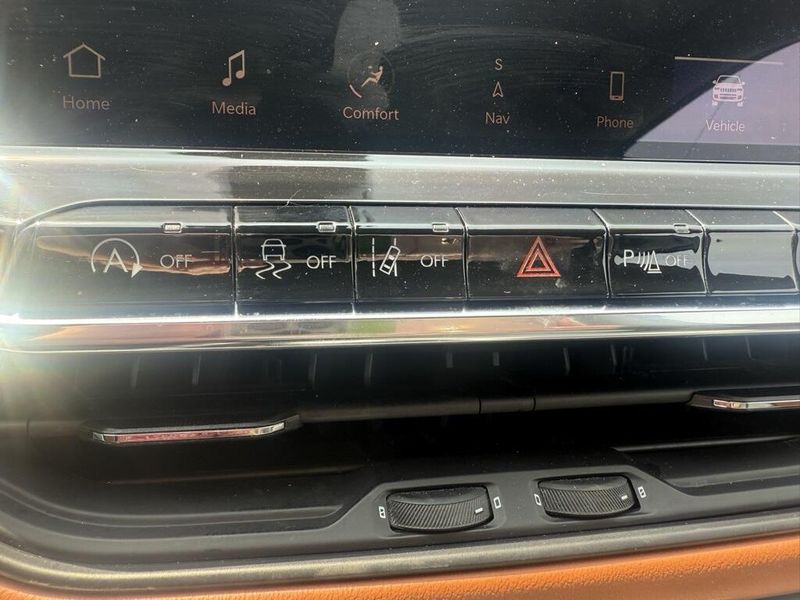 Home
Media
Comfort
S
Nav
Phone
Vehicle
A OFF
OFF
OFF
P OFF